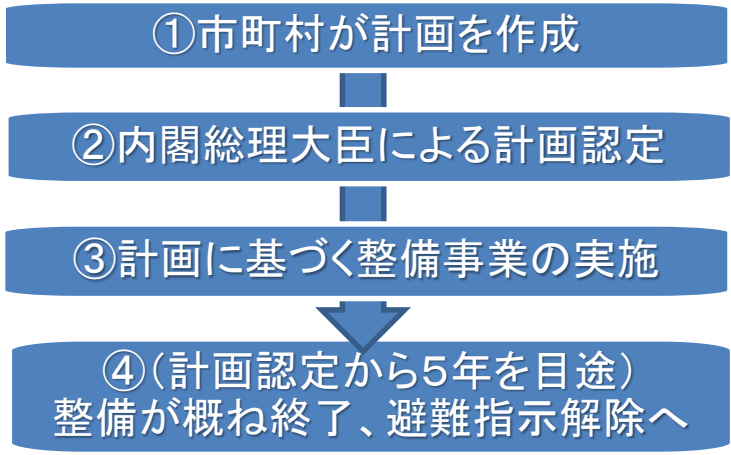 ①市町村が計画を作成
②内閣総理大臣による計画認定
③計画に基づく整備事業の実施
④（計画認定から５年を目途）
整備が概ね終了、避難指示解除へ